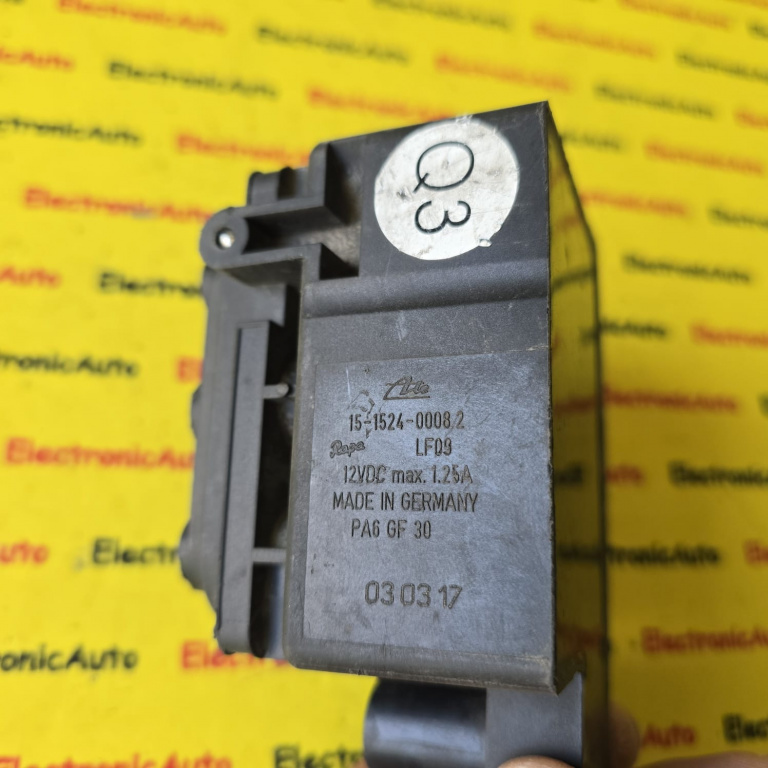 Q3
Ate
15-1524-0008.2
Rapa LF09
12VDC max. 1.25A
MADE IN GERMANY
PA6 GF 30
03 03 17
ElectronicAuto